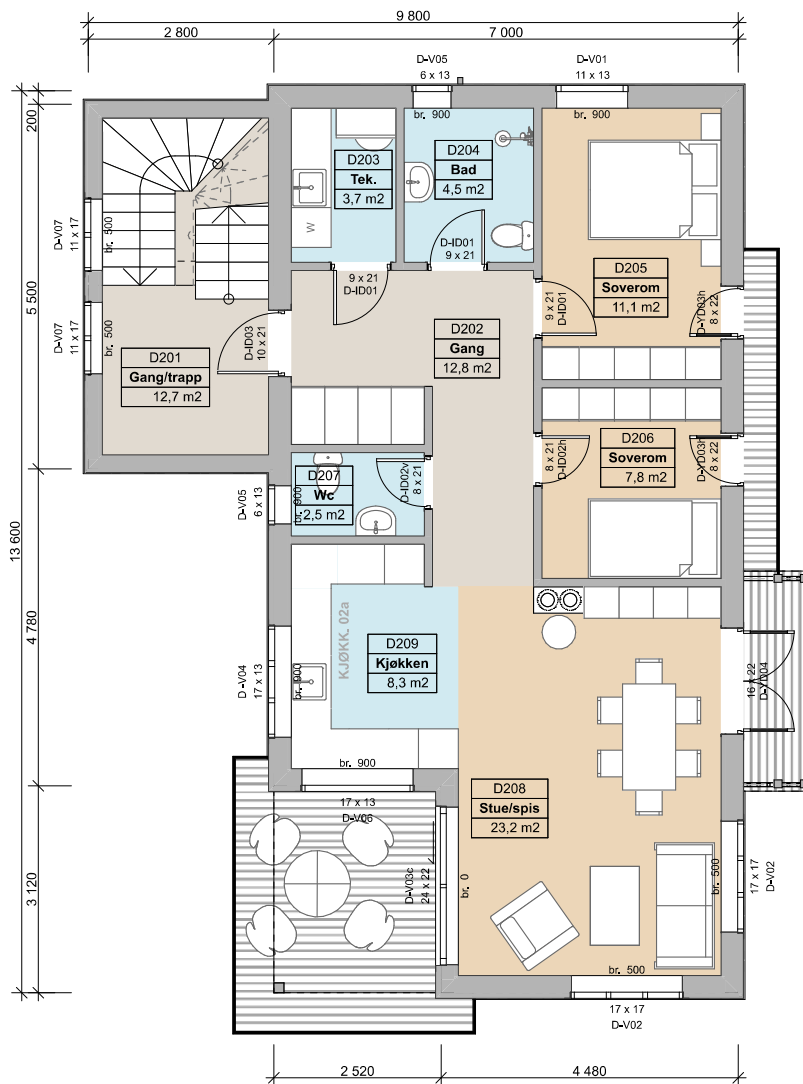 9 800
2 800
7 000
D-V05
6 x 13
D-V01
11 x 13
br. 900
br. 900
200
5 500
13 600
4 780
3 120
D203
Tek.
3,7 m2
W
D204
Bad
4,5 m2
D-ID01
9 x 21
9 x 21
D-ID01
D205
Soverom
11,1 m2
9 x 21
D-ID01
D-YD03h
8 x 22
D-V07
11 x 17
br. 500
D-V07
11 x 17
br. 500
D-ID03
10 x 21
D201
Gang/trapp
12,7 m2
D202
Gang
12,8 m2
D206
Soverom
7,8 m2
8 x 21
D-ID02h
D-YD03h
8 x 22
D207
Wc
2,5 m2
D-ID02v
8 x 21
D-V05
6 x 13
br. 900
KJØKK. 02a
D209
Kjøkken
8,3 m2
D-V04
17 x 13
br. 900
16 x 22
D-YD04
br. 900
17 x 13
D-V06
D208
Stue/spis
23,2 m2
D-V03c
24 x 22
br. 0
br. 500
17 x 17
D-V02
br. 500
17 x 17
D-V02
2 520
4 480